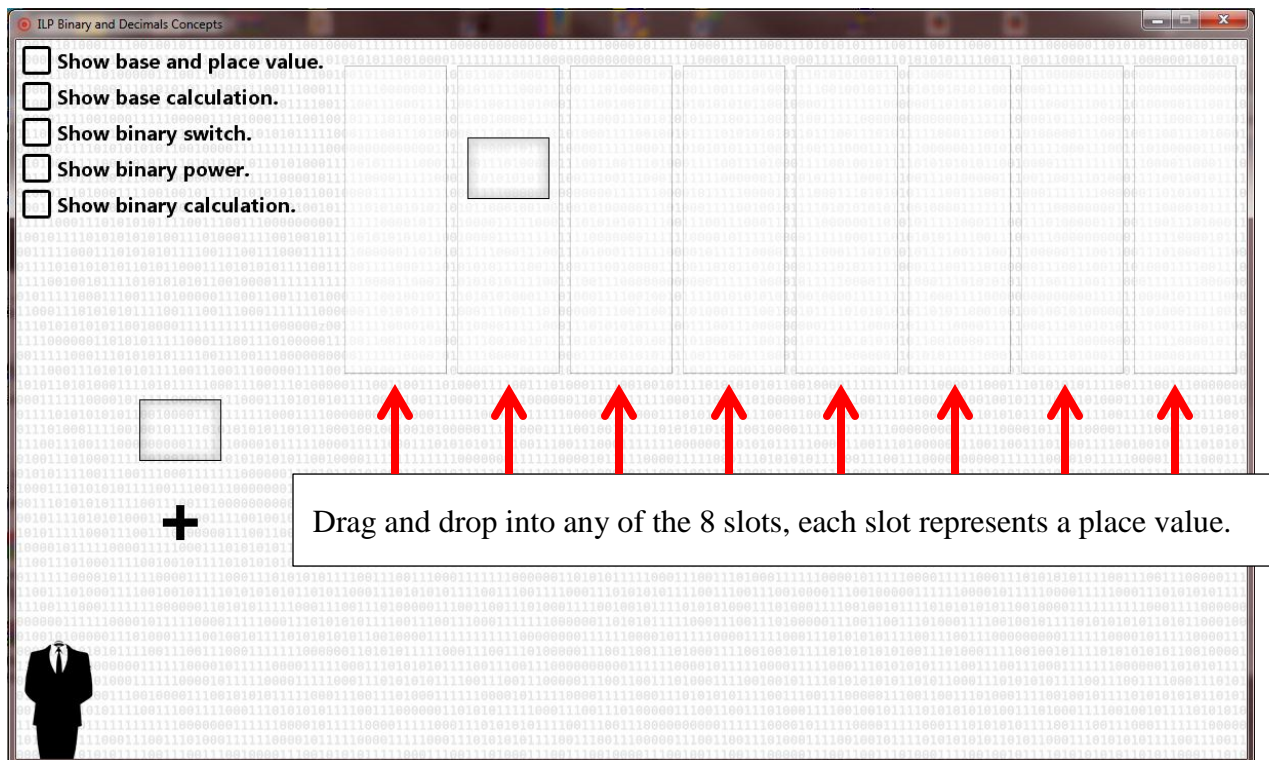 ILP Binary and Decimals Concepts
Show base and place value.
Show base calculation.
Show binary switch.
Show binary power.
Show binary calculation.
+
Drag and drop into any of the 8 slots, each slot represents a place value.